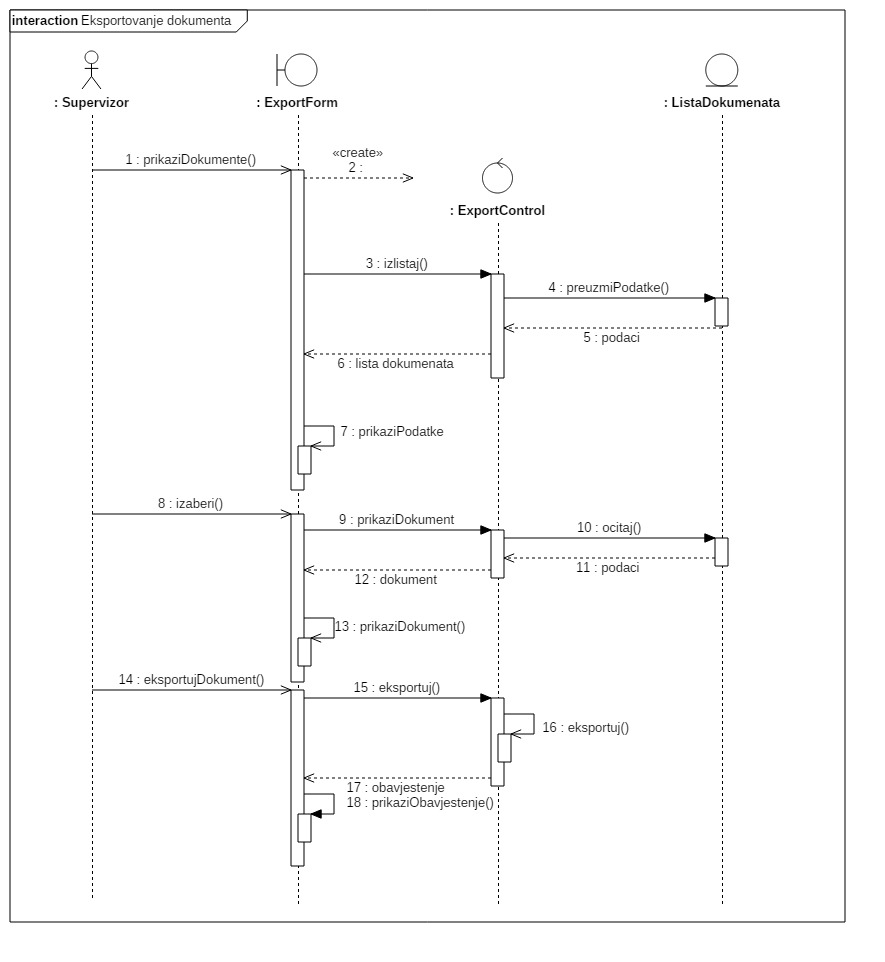 interaction Eksportovanje dokumenta
: Supervizor
: ExportForm
: ListaDokumenata
1 : prikaziDokumente()
«create»
2 :
: ExportControl
3 : izlistaj()
4 : preuzmiPodatke()
5 : podaci
6 : lista dokumenata
7 : prikaziPodatke
8 : izaberi()
9 : prikaziDokument
10 : ocitaj()
11 : podaci
12 : dokument
13 : prikaziDokument()
14 : eksportujDokument()
15 : eksportuj()
16 : eksportuj()
17 : obavjestenje
18 : prikaziObavjestenje()